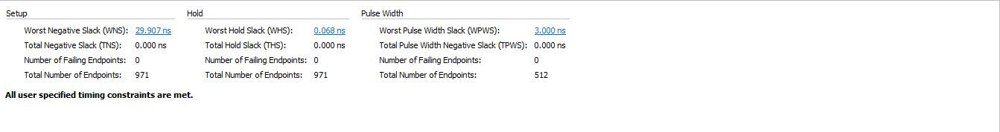 Setup Hold Pulse Width
Worst Negative Slack (WNS): 29.907 ns Worst Hold Slack (WHS): 0.068 ns Worst Pulse Width Slack (WPWS): 3.000 ns
Total Negative Slack (TNS): 0.000 ns Total Hold Slack (THS): 0.000 ns Total Pulse Width Negative Slack (TPWS): 0.000 ns
Number of Failing Endpoints: 0 Number of Failing Endpoints: 0 Number of Failing Endpoints: 0
Total Number of Endpoints: 971 Total Number of Endpoints: 971 Total Number of Endpoints: 512
All user specified timing constraints are met.